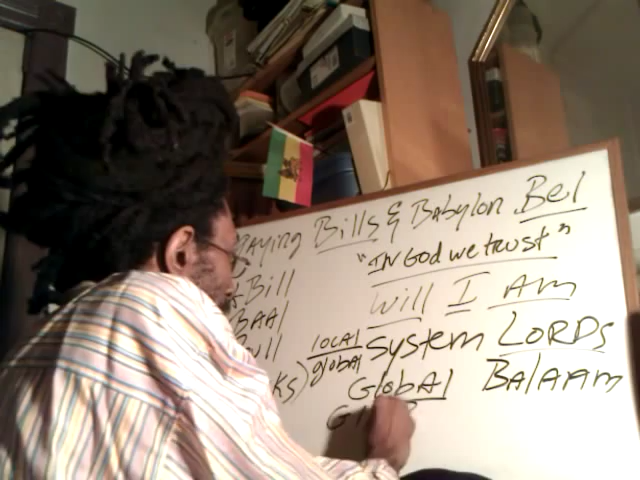 Paying Bills & Babylon Bel
"IN God we trust"
Bill
Will I Am
BAAL
local
global
System LORDs
Ks)
GlobAl BAlAAm
Gl